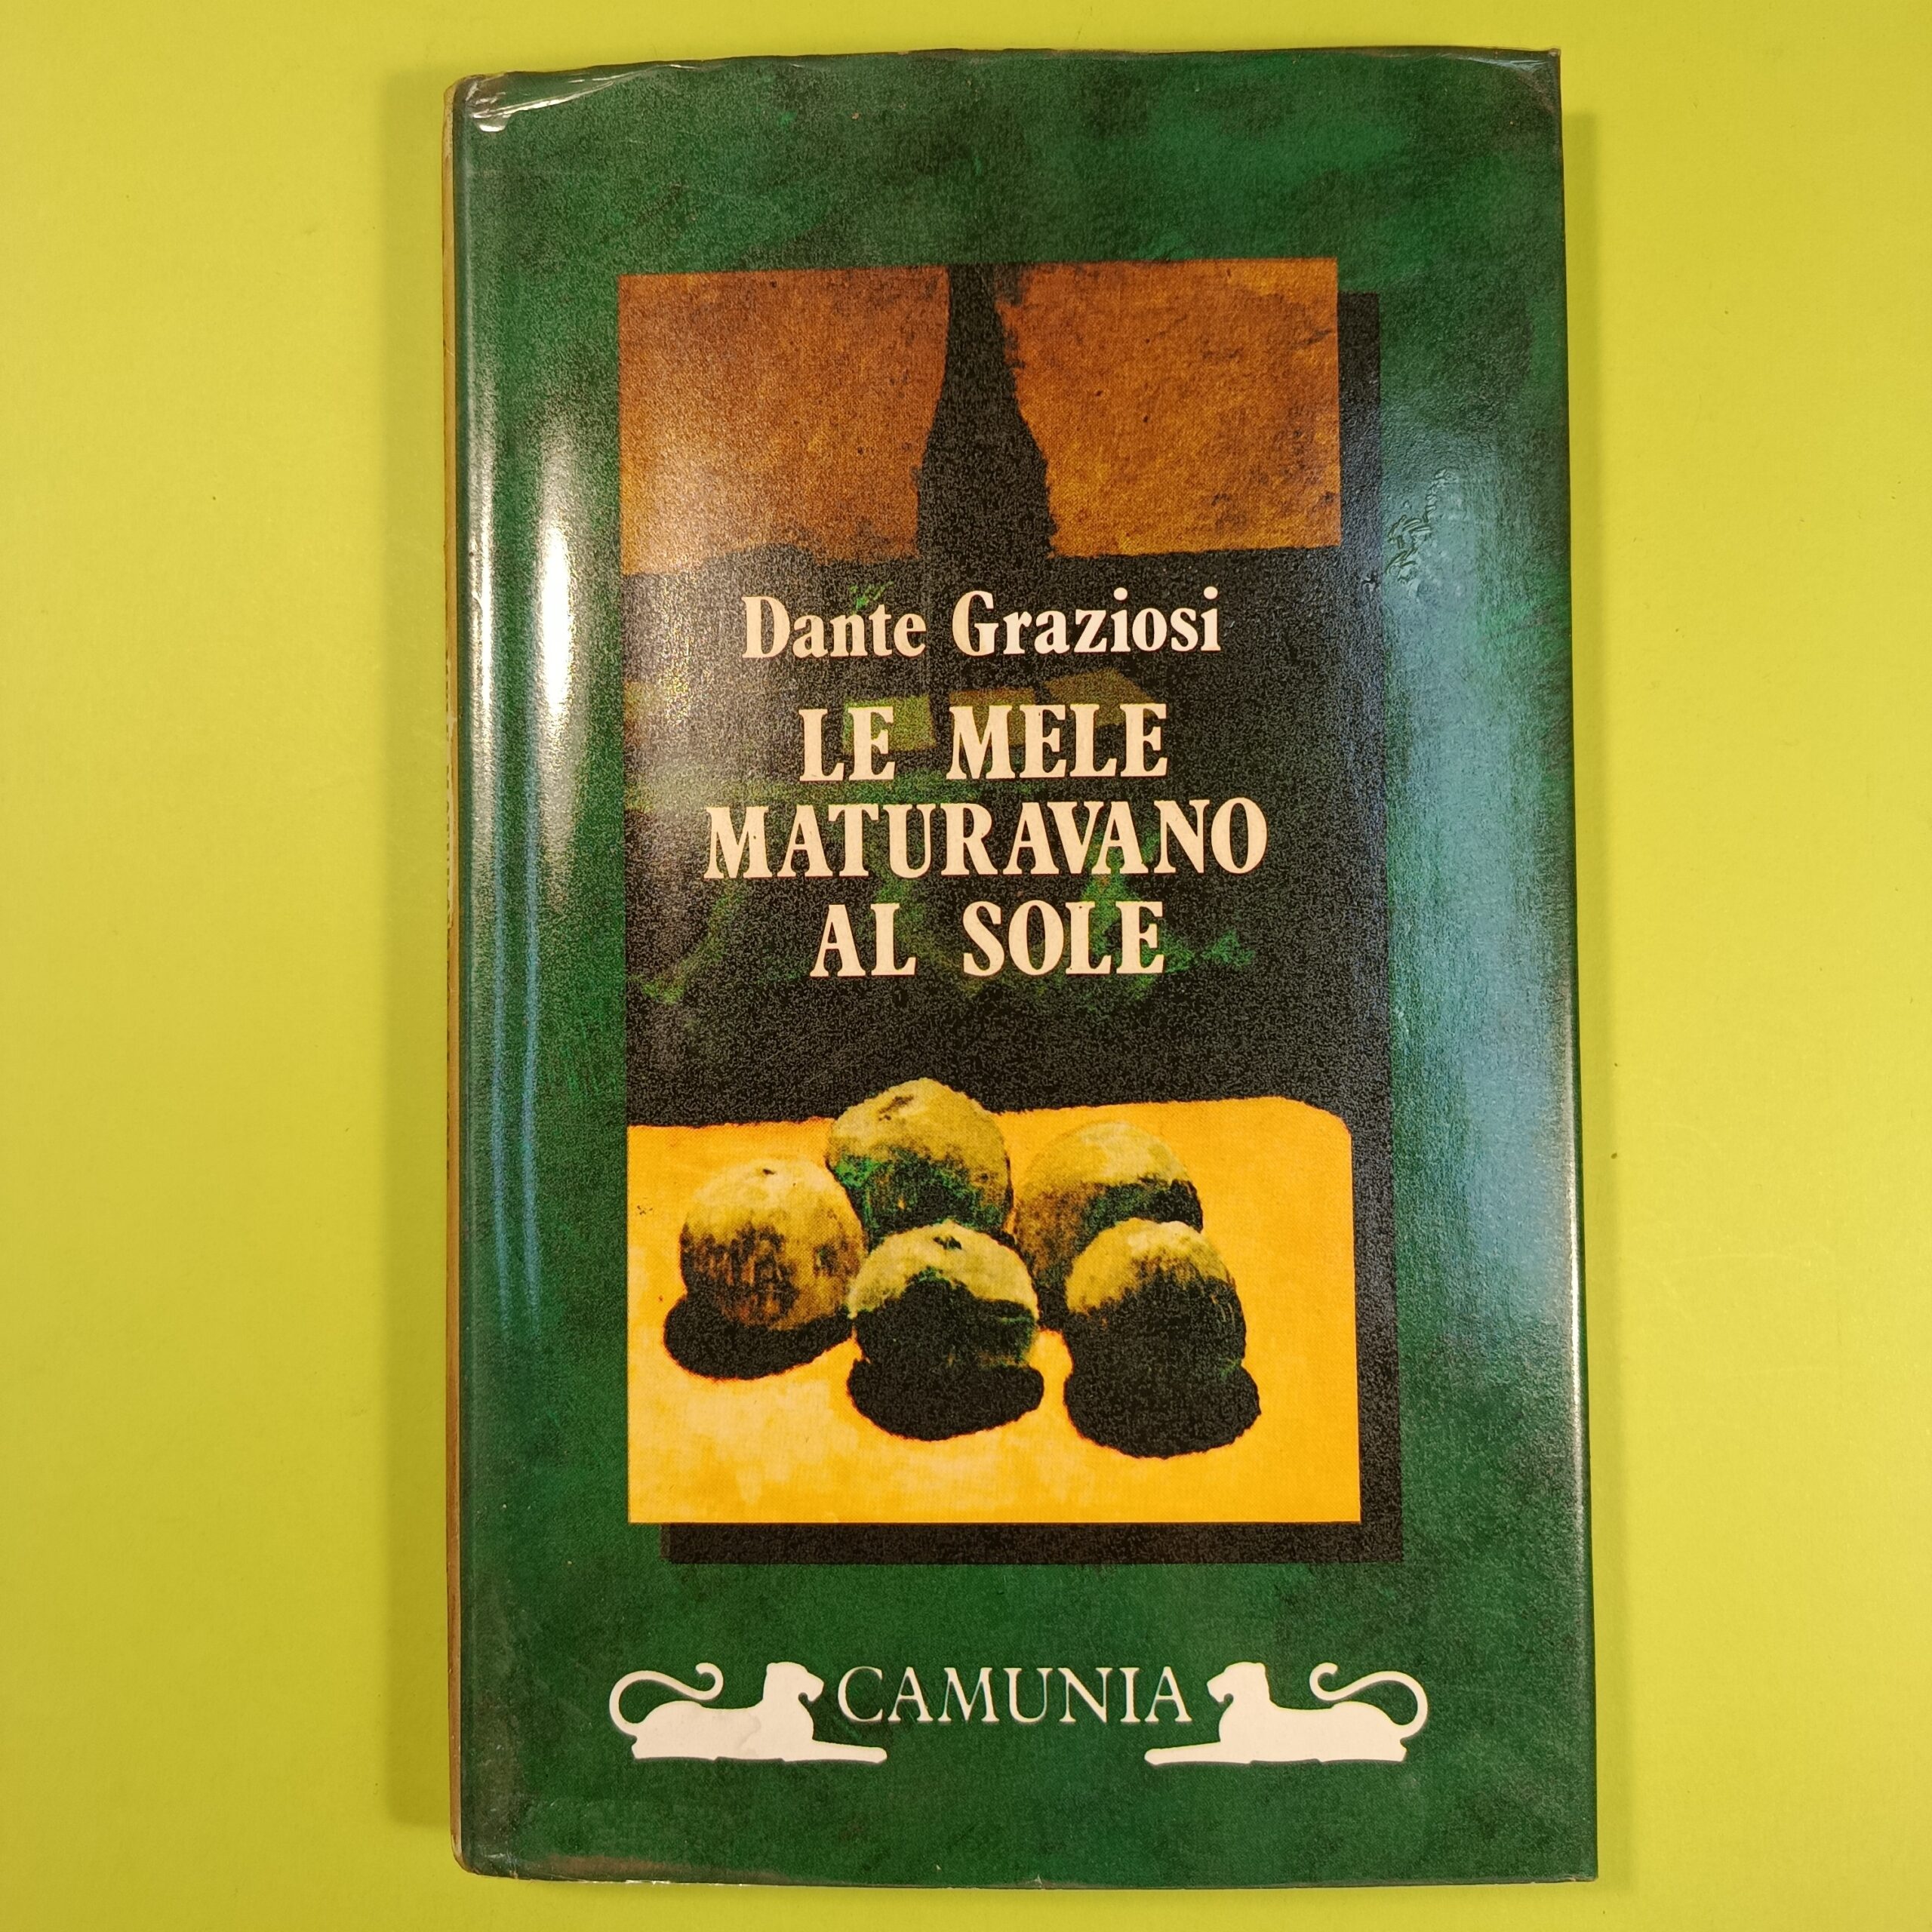 Dante Graziosi
LE MELE
MATURAVANO
AL SOLE
CAMUNIA